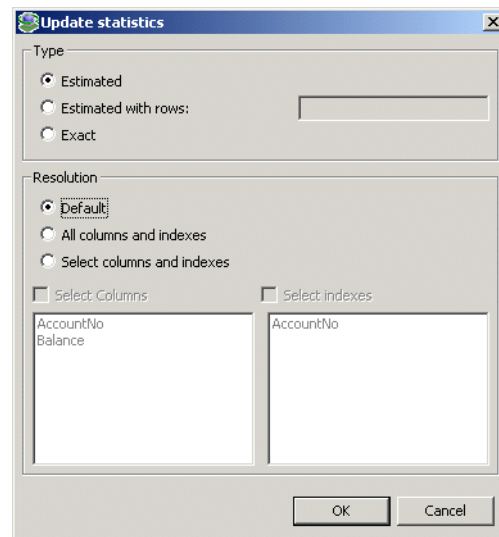 Update statistics
Type
Estimated
Estimated with rows:
Exact
Resolution
Default
All columns and indexes
Select columns and indexes
Select Columns
Select indexes
AccountNo
Balance
AccountNo
OK
Cancel